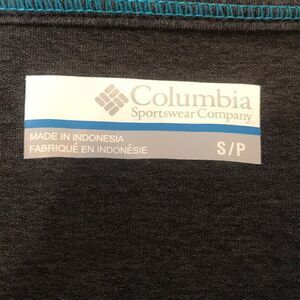 Columbia
Sportswear Company
MADE IN INDONESIA
FABRIQUÉ EN INDONÉSIE
S/P